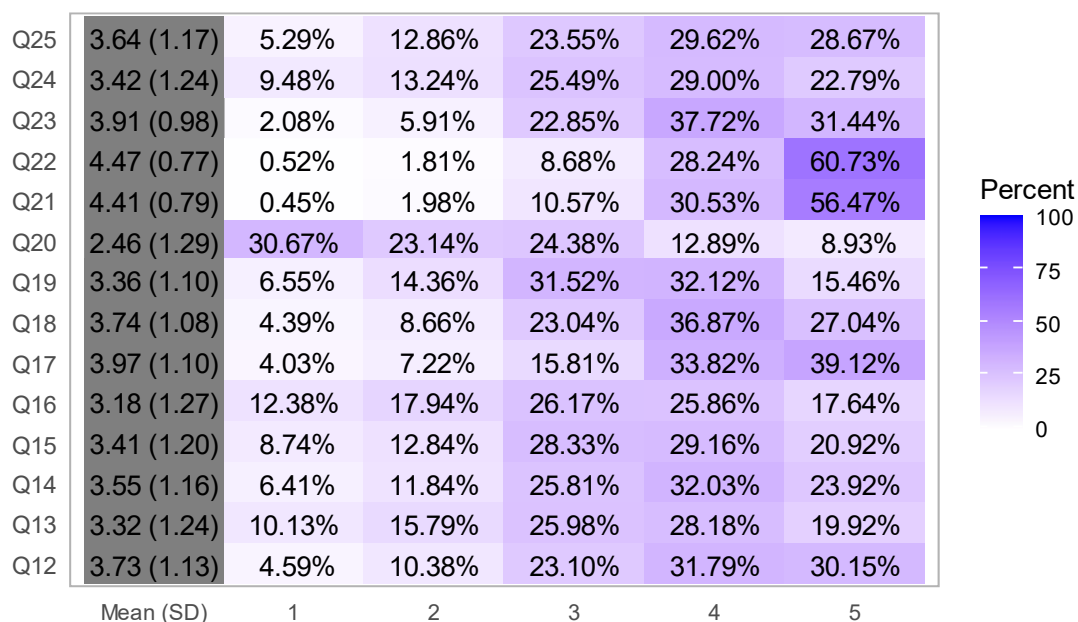 Q25 3.64 (1.17) 5.29% 12.86% 23.55% 29.62% 28.67%
Q24 3.42 (1.24) 9.48% 13.24% 25.49% 29.00% 22.79%
Q23 3.91 (0.98) 2.08% 5.91% 22.85% 37.72% 31.44%
Q22 4.47 (0.77) 0.52% 1.81% 8.68% 28.24% 60.73%
Q21 4.41 (0.79) 0.45% 1.98% 10.57% 30.53% 56.47%
Q20 2.46 (1.29) 30.67% 23.14% 24.38% 12.89% 8.93%
Q19 3.36 (1.10) 6.55% 14.36% 31.52% 32.12% 15.46%
Q18 3.74 (1.08) 4.39% 8.66% 23.04% 36.87% 27.04%
Q17 3.97 (1.10) 4.03% 7.22% 15.81% 33.82% 39.12%
Q16 3.18 (1.27) 12.38% 17.94% 26.17% 25.86% 17.64%
Q15 3.41 (1.20) 8.74% 12.84% 28.33% 29.16% 20.92%
Q14 3.55 (1.16) 6.41% 11.84% 25.81% 32.03% 23.92%
Q13 3.32 (1.24) 10.13% 15.79% 25.98% 28.18% 19.92%
Q12 3.73 (1.13) 4.59% 10.38% 23.10% 31.79% 30.15%
Mean (SD) 1 2 3 4 5
Percent
100
75
50
25
0